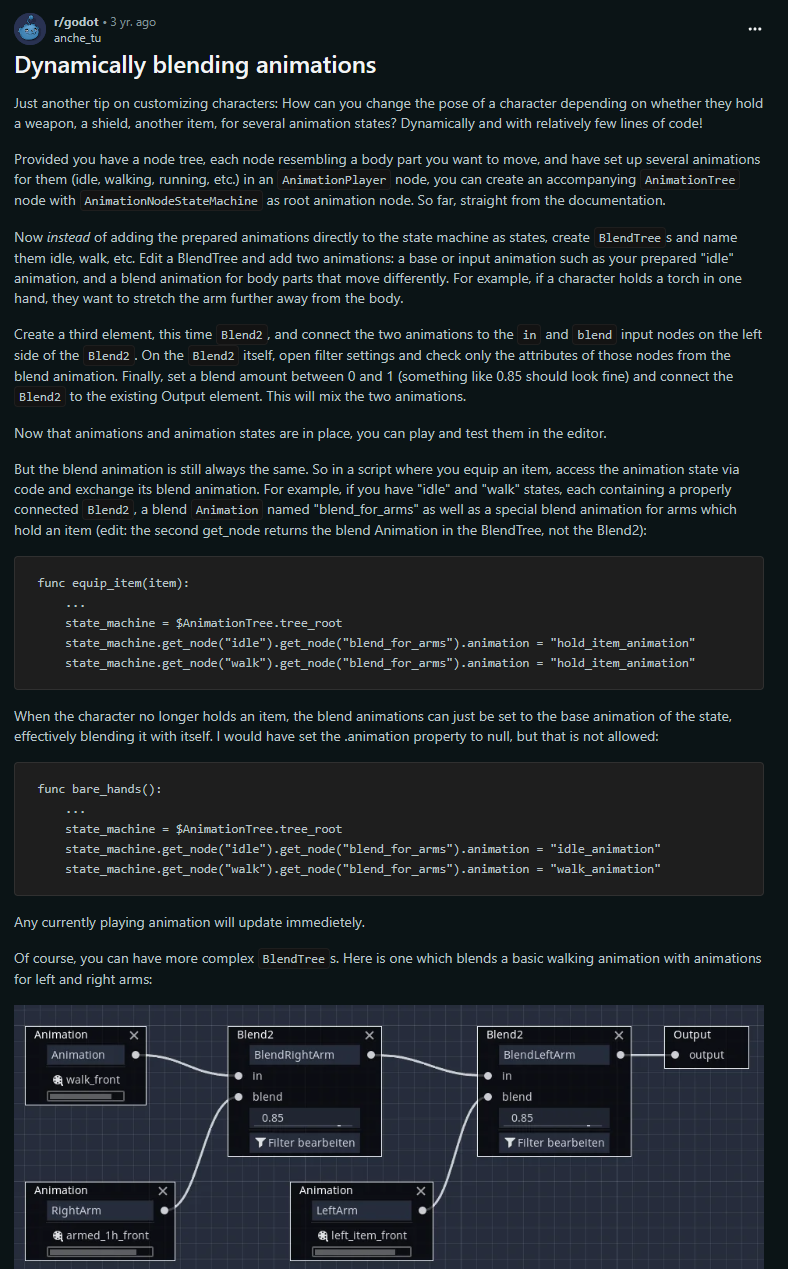 r/godot • 3 yr. ago
anche_tu
Dynamically blending animations
Just another tip on customizing characters: How can you change the pose of a character depending on whether they hold
a weapon, a shield, another item, for several animation states? Dynamically and with relatively few lines of code!
Provided you have a node tree, each node resembling a body part you want to move, and have set up several animations
for them (idle, walking, running, etc.) in an AnimationPlayer node, you can create an accompanying AnimationTree
node with AnimationNodeStateMachine as root animation node. So far, straight from the documentation.
Now instead of adding the prepared animations directly to the state machine as states, create BlendTree s and name
them idle, walk, etc. Edit a BlendTree and add two animations: a base or input animation such as your prepared "idle"
animation, and a blend animation for body parts that move differently. For example, if a character holds a torch in one
hand, they want to stretch the arm further away from the body.
Create a third element, this time Blend2, and connect the two animations to the in and blend input nodes on the left
side of the Blend2. On the Blend2 itself, open filter settings and check only the attributes of those nodes from the
blend animation. Finally, set a blend amount between 0 and 1 (something like 0.85 should look fine) and connect the
Blend2 to the existing Output element. This will mix the two animations.
Now that animations and animation states are in place, you can play and test them in the editor.
But the blend animation is still always the same. So in a script where you equip an item, access the animation state via
code and exchange its blend animation. For example, if you have "idle" and "walk" states, each containing a properly
connected Blend2, a blend Animation named "blend_for_arms" as well as a special blend animation for arms which
hold an item (edit: the second get_node returns the blend Animation in the BlendTree, not the Blend2):
func equip_item(item):
...
state_machine = $AnimationTree.tree_root
state_machine.get_node("idle").get_node("blend_for_arms").animation = "hold_item_animation"
state_machine.get_node("walk").get_node("blend_for_arms").animation = "hold_item_animation"
When the character no longer holds an item, the blend animations can just be set to the base animation of the state,
effectively blending it with itself. I would have set the .animation property to null, but that is not allowed:
func bare_hands():
...
state_machine = $AnimationTree.tree_root
state_machine.get_node("idle").get_node("blend_for_arms").animation = "idle_animation"
state_machine.get_node("walk").get_node("blend_for_arms").animation = "walk_animation"
Any currently playing animation will update immedietely.
Of course, you can have more complex BlendTree s. Here is one which blends a basic walking animation with animations
for left and right arms:
Animation
Animation
walk_front
Blend2
BlendRightArm
in
blend
0.85
Filter bearbeiten
Blend2
BlendLeftArm
in
blend
0.85
Filter bearbeiten
Output
output
Animation
RightArm
armed_1h_front
Animation
LeftArm
left_item_front